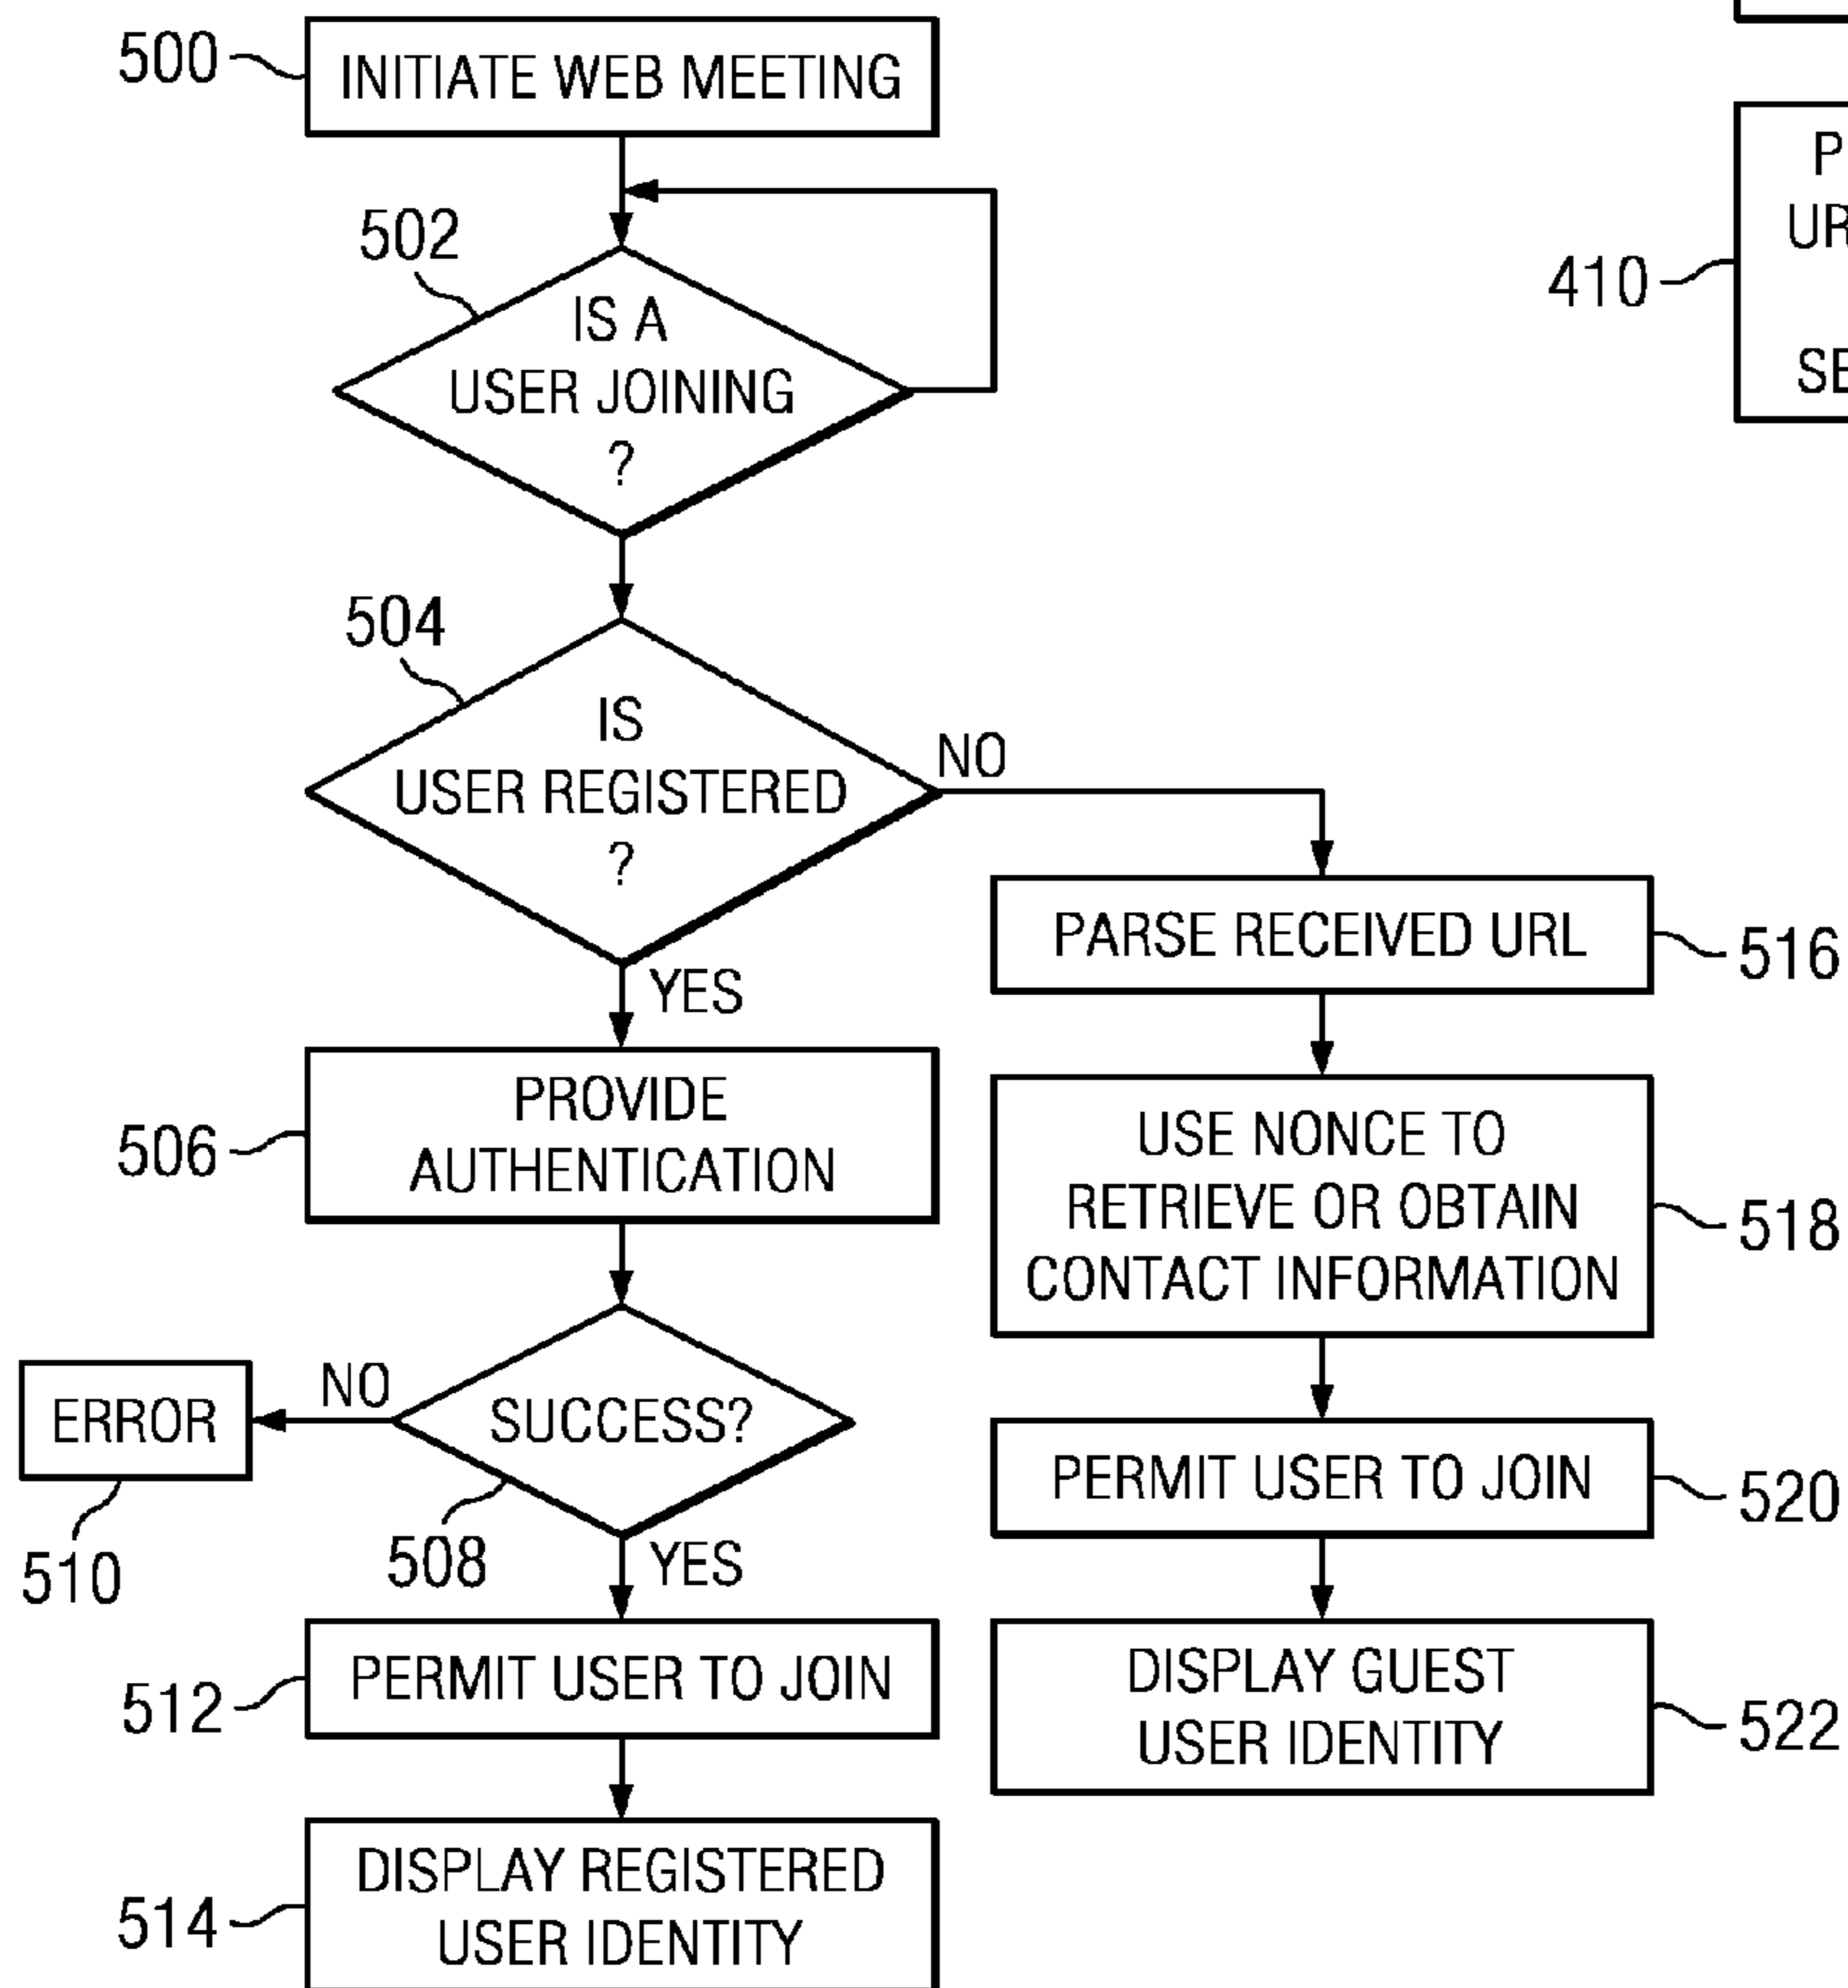 500
INITIATE WEB MEETING
502
IS A
USER JOINING
?
504
IS
USER REGISTERED
?
NO
YES
506
PROVIDE
AUTHENTICATION
NO
ERROR
510
SUCCESS?
508
YES
512
PERMIT USER TO JOIN
514
DISPLAY REGISTERED
USER IDENTITY
PARSE RECEIVED URL
516
USE NONCE TO
RETRIEVE OR OBTAIN
CONTACT INFORMATION
518
PERMIT USER TO JOIN
520
DISPLAY GUEST
USER IDENTITY
522
410